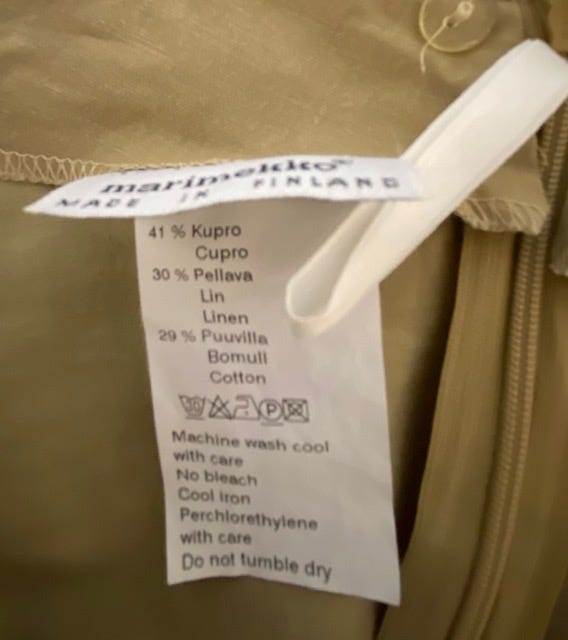 marimekko
MADE IN FINLAND
41 % Kupro
Cupro
30 % Pellava
Lin
Linen
29 % Puuvilla
Bomull
Cotton
P
Machine wash cool
with care
No bleach
Cool iron
Perchlorethylene
with care
Do not tumble dry